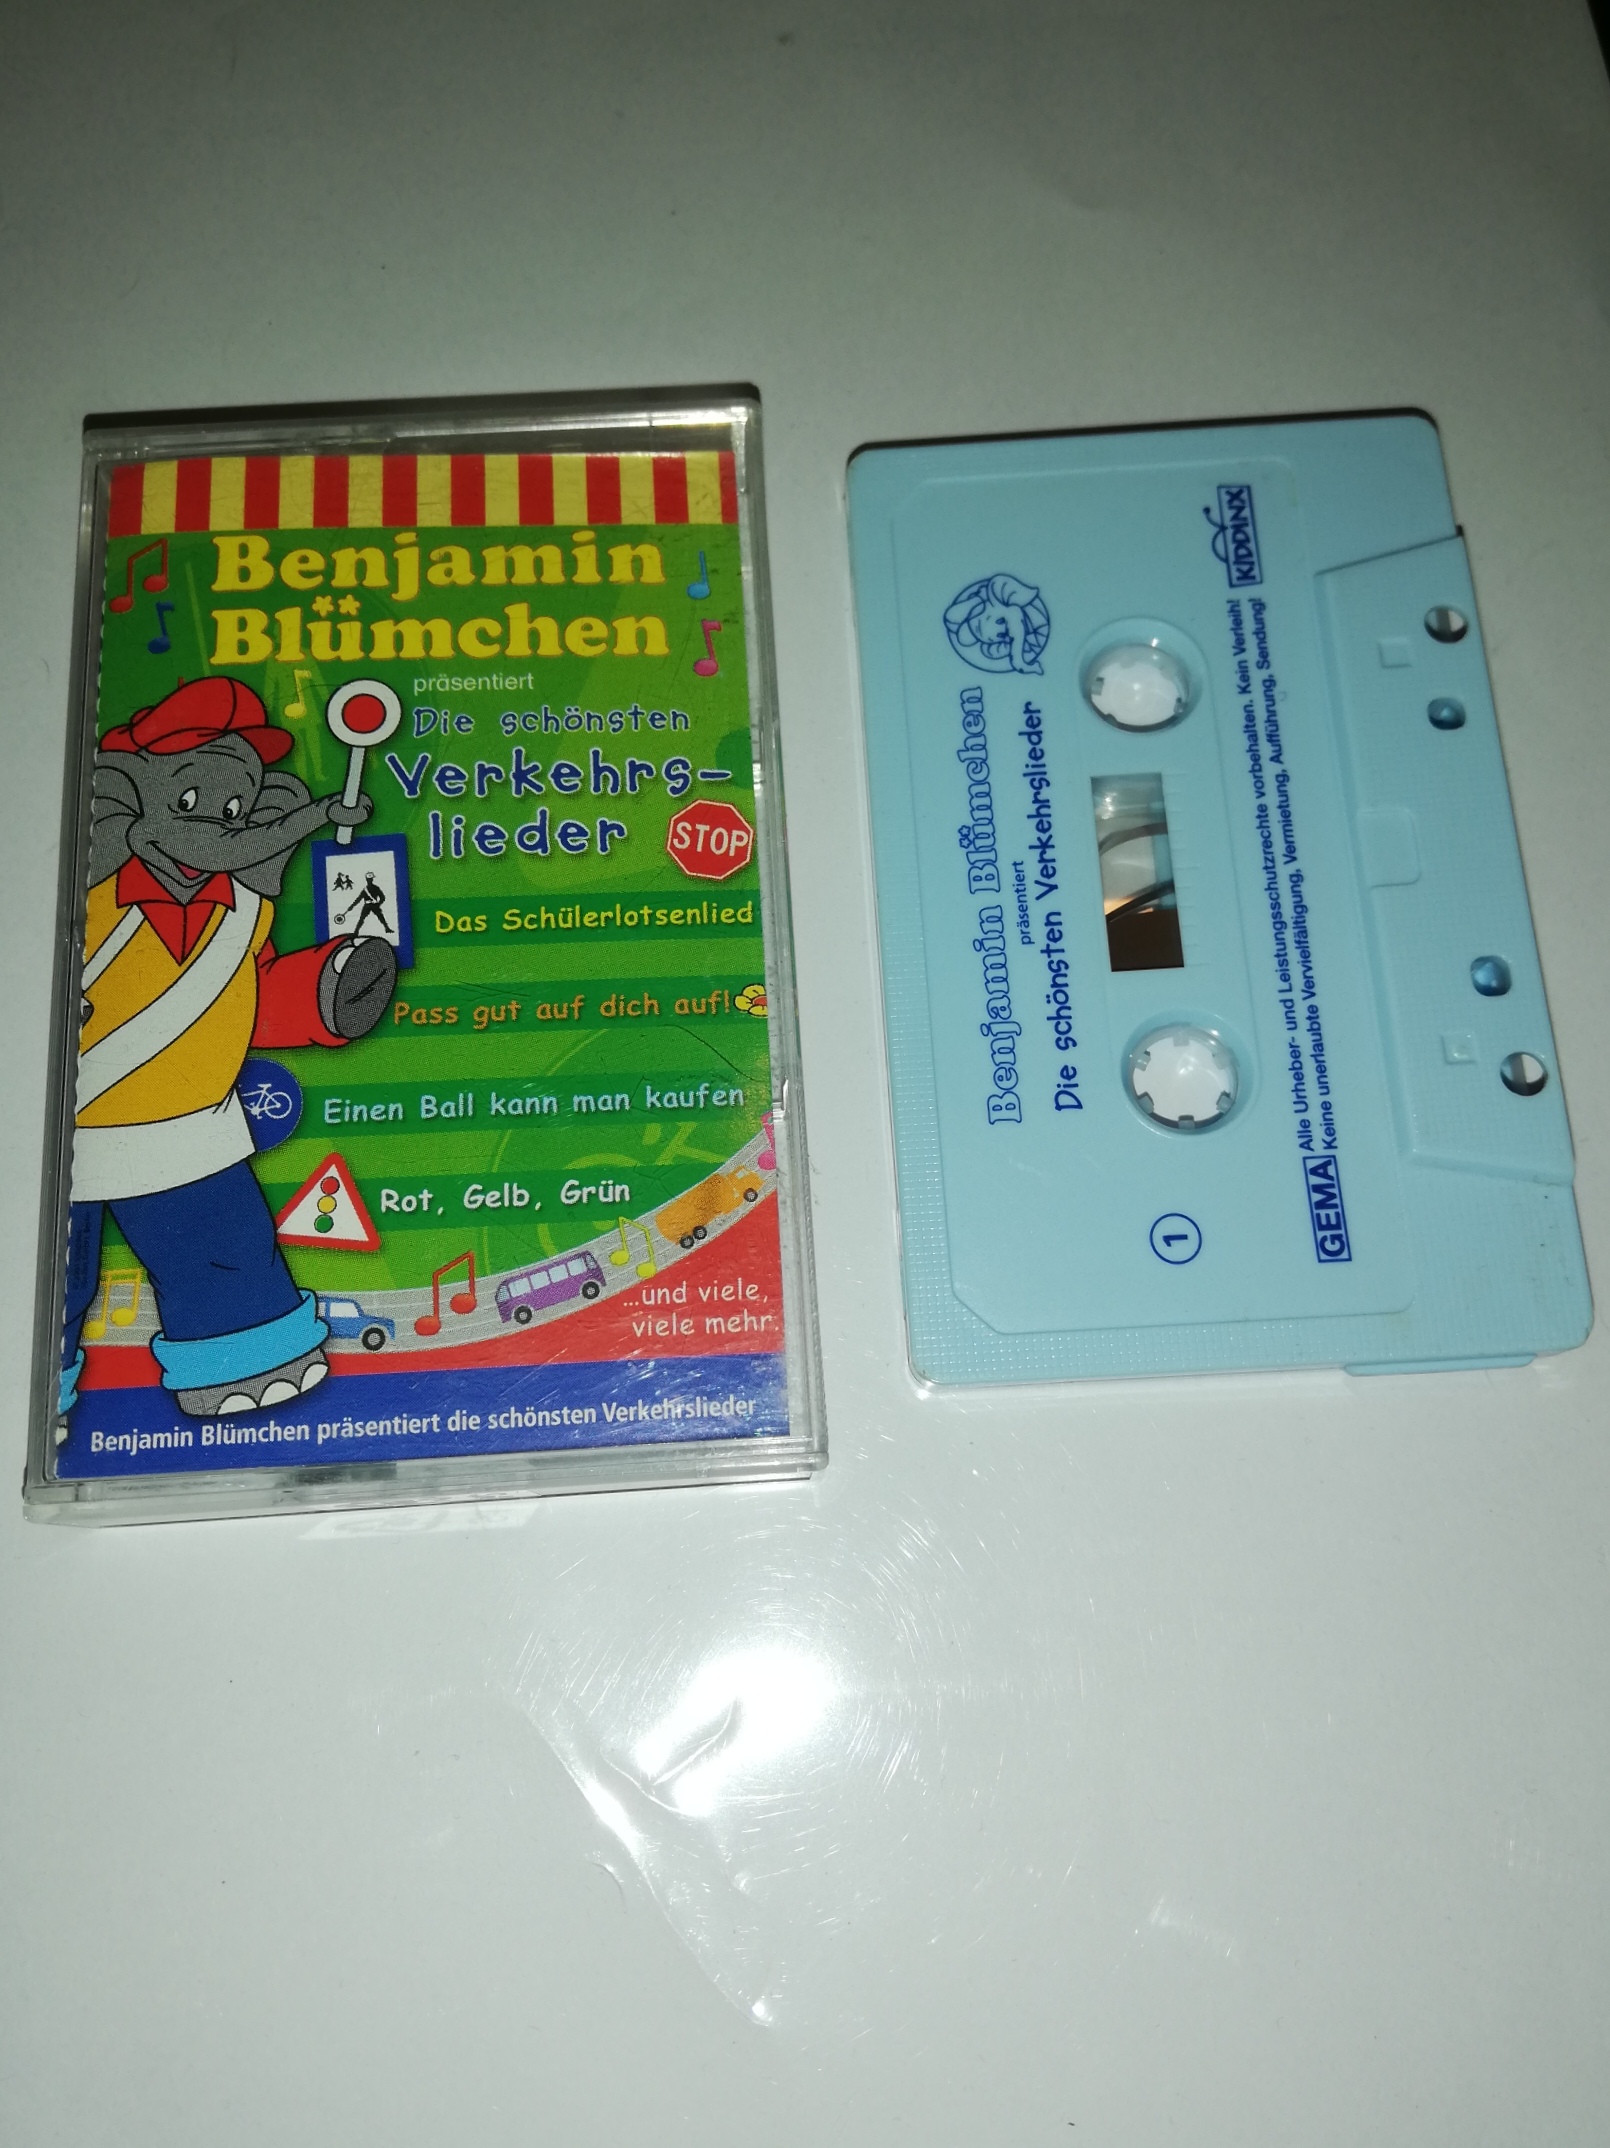 Benjamin
Blümchen
präsentiert
Die schönsten
Verkehrs-
lieder
STOP
Das Schülerlotsenlied
Pass gut auf dich auf!
Einen Ball kann man kaufen
Rot, Gelb, Grün
...und viele,
viele mehr.
Benjamin Blümchen präsentiert die schönsten Verkehrslieder
Benjamin Blümchen
präsentiert
Die schönsten Verkehrslieder
1
GEMA
Alle Urheber- und Leistungsschutzrechte vorbehalten. Kein Verleih!
Keine unerlaubte Vervielfältigung, Vermietung, Aufführung, Sendung!
KIDDINX